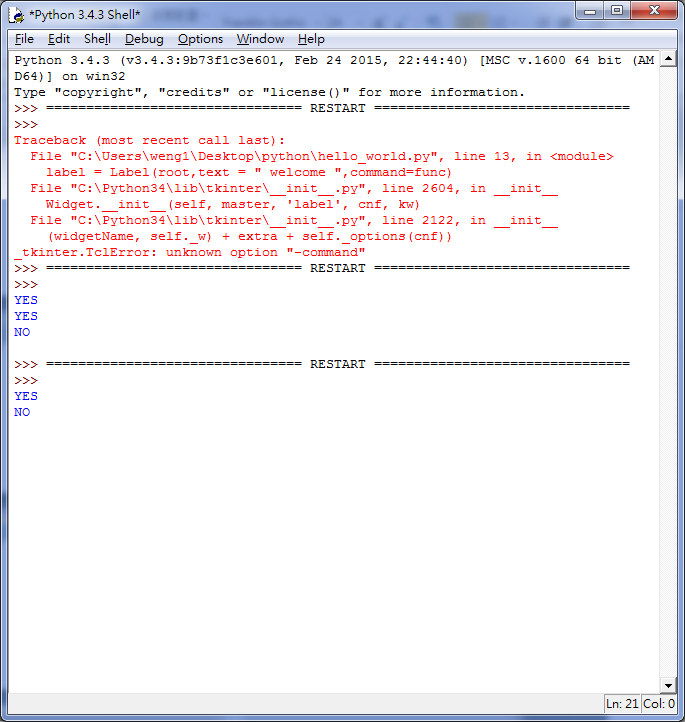 *Python 3.4.3 Shell*
File Edit Shell Debug Options Window Help
Python 3.4.3 (v3.4.3:9b73f1c3e601, Feb 24 2015, 22:44:40) [MSC v.1600 64 bit (AM
D64)] on win32
Type "copyright", "credits" or "license()" for more information.
>>> ================================ RESTART ================================
>>>
Traceback (most recent call last):
  File "C:\Users\weng1\Desktop\python\hello_world.py", line 13, in <module>
    label = Label(root,text = " welcome ",command=func)
  File "C:\Python34\lib\tkinter\__init__.py", line 2604, in __init__
    Widget.__init__(self, master, 'label', cnf, kw)
  File "C:\Python34\lib\tkinter\__init__.py", line 2122, in __init__
    (widgetName, self._w) + extra + self._options(cnf))
_tkinter.TclError: unknown option "-command"
>>> ================================ RESTART ================================
>>>
YES
YES
NO
>>> ================================ RESTART ================================
>>>
YES
NO
Ln: 21 Col: 0